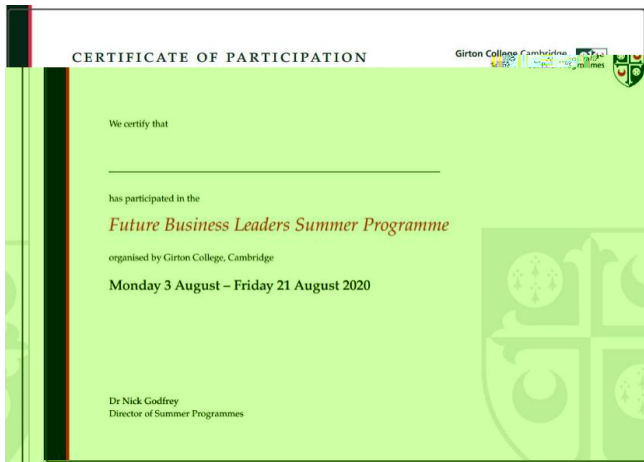 CERTIFICATE OF PARTICIPATION
Girton College Cambridge
We certify that
has participated in the
Future Business Leaders Summer Programme
organised by Girton College, Cambridge
Monday 3 August – Friday 21 August 2020
Dr Nick Godfrey
Director of Summer Programmes